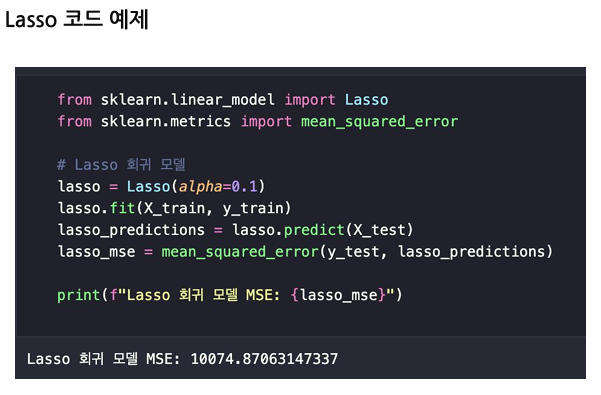 Lasso 코드 예제
from sklearn.linear_model import Lasso
from sklearn.metrics import mean_squared_error
# Lasso 회귀 모델
lasso = Lasso(alpha=0.1)
lasso.fit(X_train, y_train)
lasso_predictions = lasso.predict(X_test)
lasso_mse = mean_squared_error(y_test, lasso_predictions)
print(f"Lasso 회귀 모델 MSE: {lasso_mse}")
Lasso 회귀 모델 MSE: 10074.87063147337